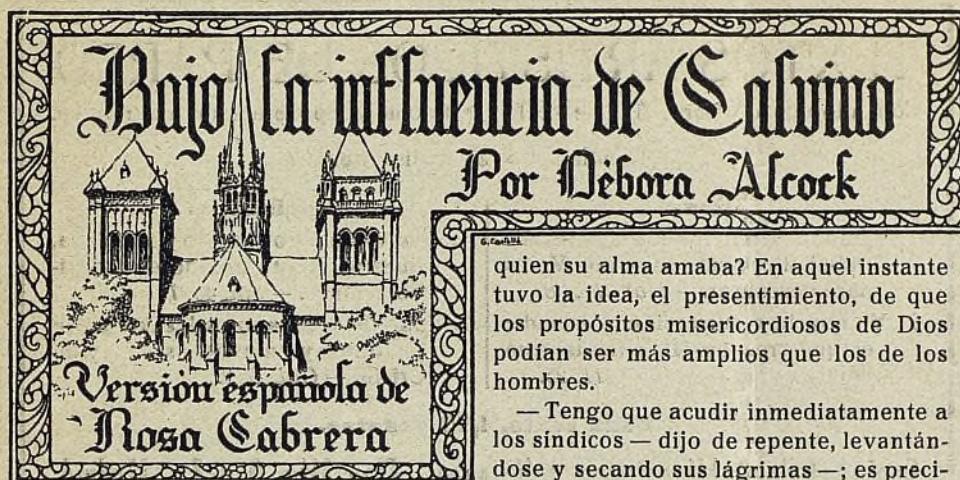 Bajo la influencia de Calvino
Por Débora Alcock
Versión española de
Rosa Cabrera
quien su alma amaba? En aquel instante
tuvo la idea, el presentimiento, de que
los propósitos misericordiosos de Dios
podían ser más amplios que los de los
hombres.
— Tengo que acudir inmediatamente a
los síndicos — dijo de repente, levantán-
dose y secando sus lágrimas —; es preci-